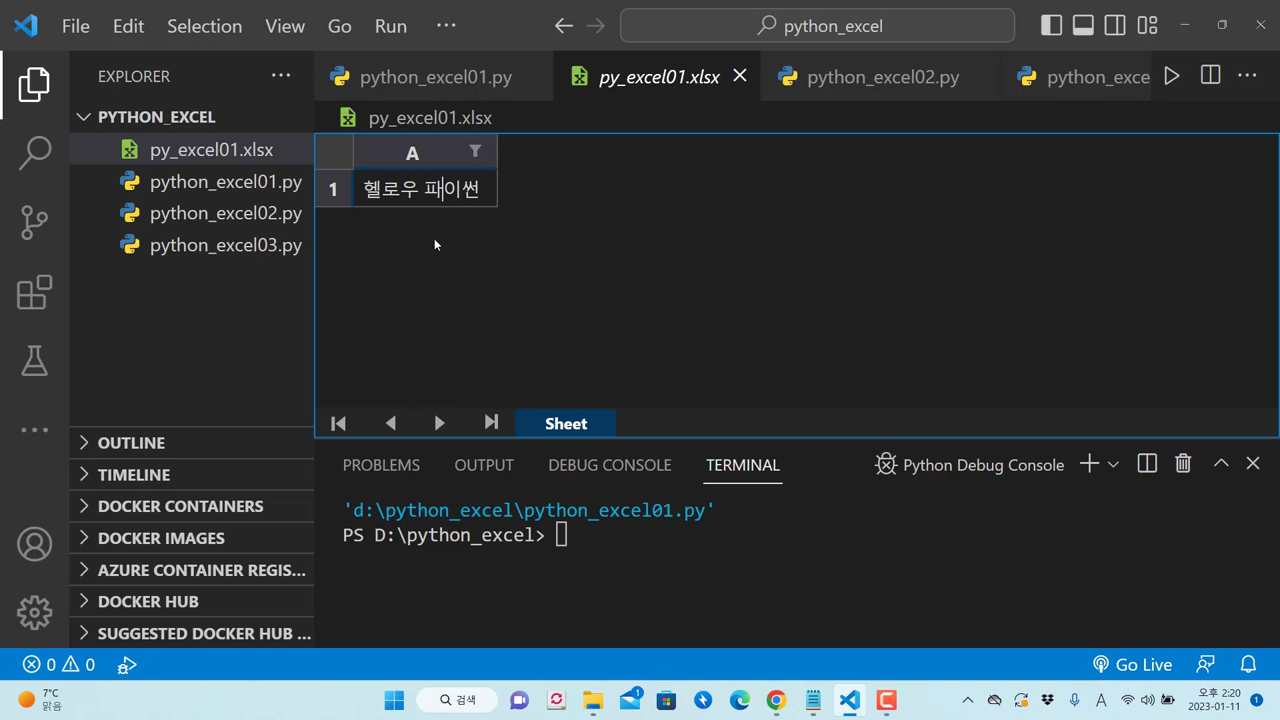 File Edit Selection View Go Run ··· python_excel
EXPLORER ···
python_excel01.py py_excel01.xlsx python_excel02.py python_exce ···
PYTHON_EXCEL
py_excel01.xlsx
py_excel01.xlsx
python_excel01.py
python_excel02.py
python_excel03.py
A
1 헬로우 파이썬
Sheet
OUTLINE
TIMELINE
DOCKER CONTAINERS
DOCKER IMAGES
AZURE CONTAINER REGIS...
DOCKER HUB
SUGGESTED DOCKER HUB ...
PROBLEMS OUTPUT DEBUG CONSOLE TERMINAL Python Debug Console
'd:\python_excel\python_excel01.py'
PS D:\python_excel>
0 0 Go Live
7°C
맑음
검색
1
A
오후 2:20
2023-01-11
1